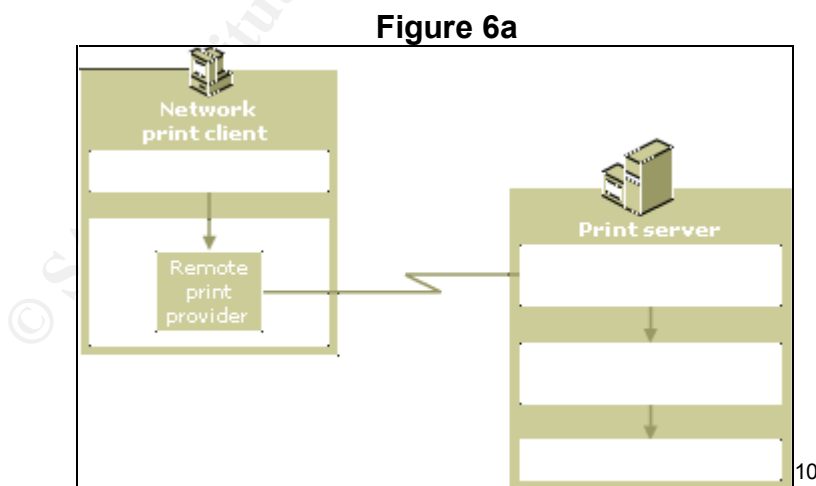 Figure 6a
Network
print client
Print server
Remote
print
provider
10